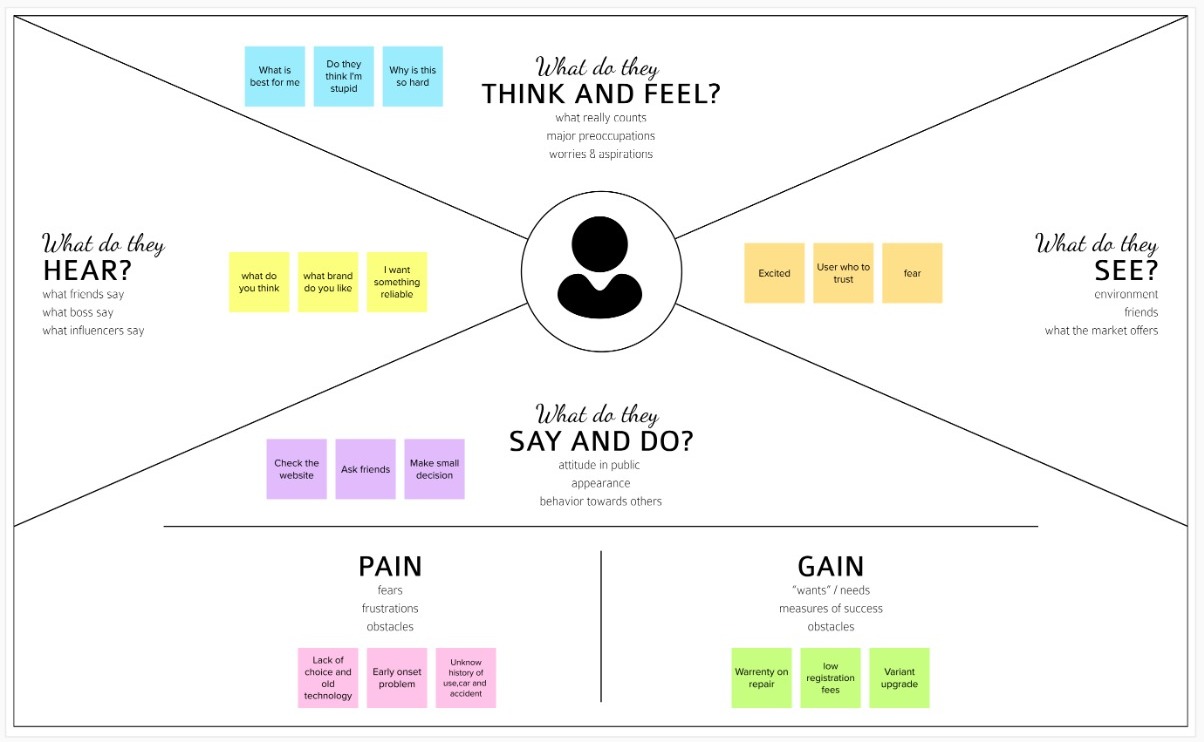 What is
best for me
Do they
think I'm
stupid
Why is this
so hard
What do they
THINK AND FEEL?
what really counts
major preoccupations
worries & aspirations
What do they
HEAR?
what friends say
what boss say
what influencers say
what do
you think
what brand
do you like
I want
something
reliable
Excited
User who to
trust
fear
What do they
SEE?
environment
friends
what the market offers
What do they
SAY AND DO?
attitude in public
appearance
behavior towards others
Check the
website
Ask friends
Make small
decision
PAIN
fears
frustrations
obstacles
Lack of
choice and
old
technology
Early onset
problem
Unknow
history of
use,car and
accident
GAIN
“wants” / needs
measures of success
obstacles
Warrenty on
repair
low
registration
fees
Variant
upgrade